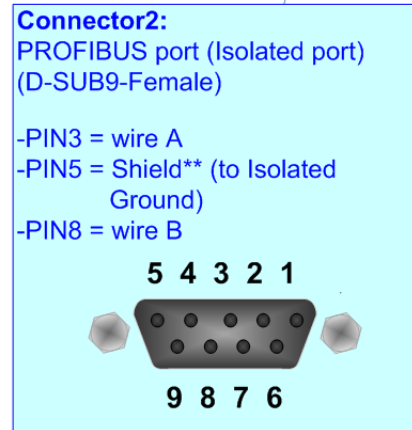 Connector2:
PROFIBUS port (Isolated port)
(D-SUB9-Female)
-PIN3 = wire A
-PIN5 = Shield** (to Isolated
Ground)
-PIN8 = wire B
5 4 3 2 1
9 8 7 6